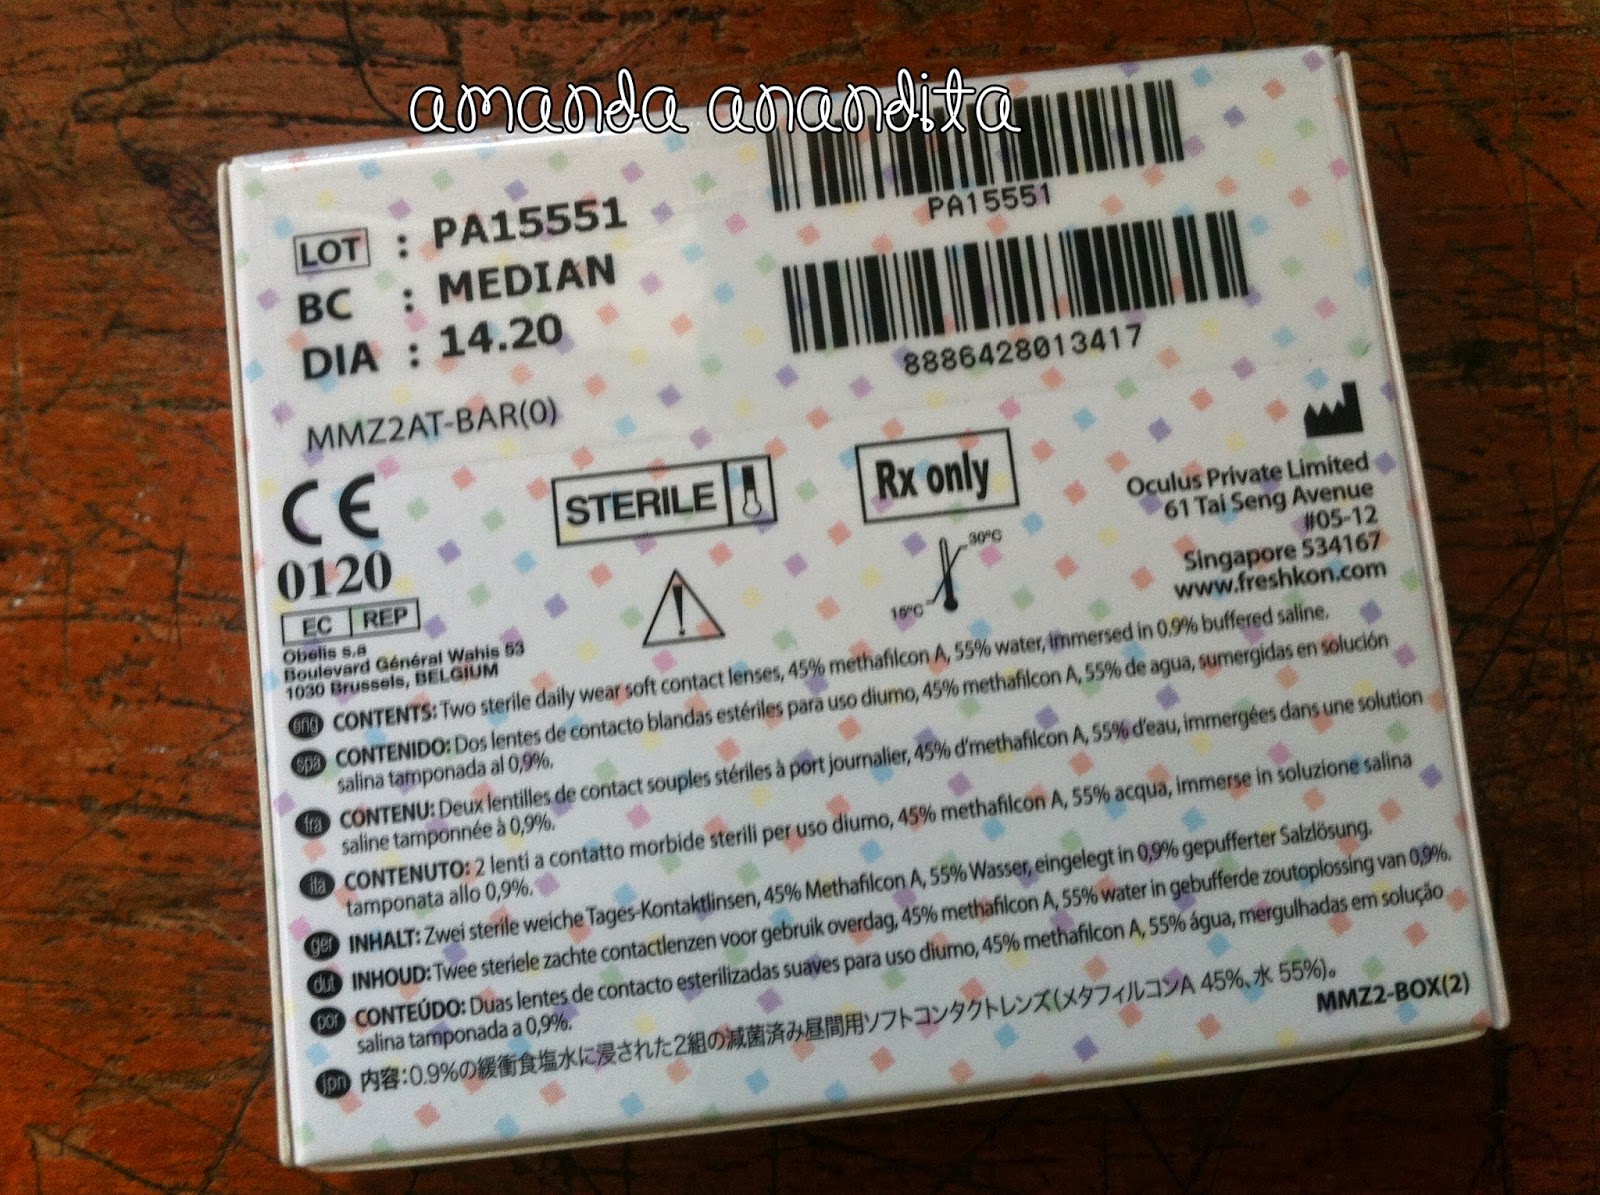 amanda anandita
LOT : PA15551
BC : MEDIAN
DIA : 14.20
MMZ2AT-BAR(0)
PA15551
8886428013417
CE
0120
EC REP
Obelis s.a
Boulevard Général Wahis 53
1030 Brussels, BELGIUM
STERILE
Rx only
30°C
15°C
Oculus Private Limited
61 Tai Seng Avenue
#05-12
Singapore 534167
www.freshkon.com
eng CONTENTS: Two sterile daily wear soft contact lenses, 45% methafilcon A, 55% water, immersed in 0.9% buffered saline.
spa CONTENIDO: Dos lentes de contacto blandas estériles para uso diurno, 45% methafilcon A, 55% de agua, sumergidas en solución
salina tamponada al 0,9%.
fra CONTENU: Deux lentilles de contact souples stériles à port journalier, 45% d'methafilcon A, 55% d'eau, immergées dans une solution
saline tamponnée à 0,9%.
ita CONTENUTO: 2 lenti a contatto morbide sterili per uso diurno, 45% methafilcon A, 55% acqua, immerse in soluzione salina
tamponata allo 0,9%.
ger INHALT: Zwei sterile weiche Tages-Kontaktlinsen, 45% Methafilcon A, 55% Wasser, eingelegt in 0,9% gepufferter Salzlösung.
dut INHOUD: Twee steriele zachte contactlenzen voor gebruik overdag, 45% methafilcon A, 55% water in gebufferde zoutoplossing van 0,9%.
por CONTEÚDO: Duas lentes de contacto esterilizadas suaves para uso diurno, 45% methafilcon A, 55% água, mergulhadas em solução
salina tamponada a 0,9%.
jpn 内容：0.9%の緩衝食塩水に浸された2組の滅菌済み昼間用ソフトコンタクトレンズ(メタフィルコンA 45%、水 55%)。
MMZ2-BOX(2)